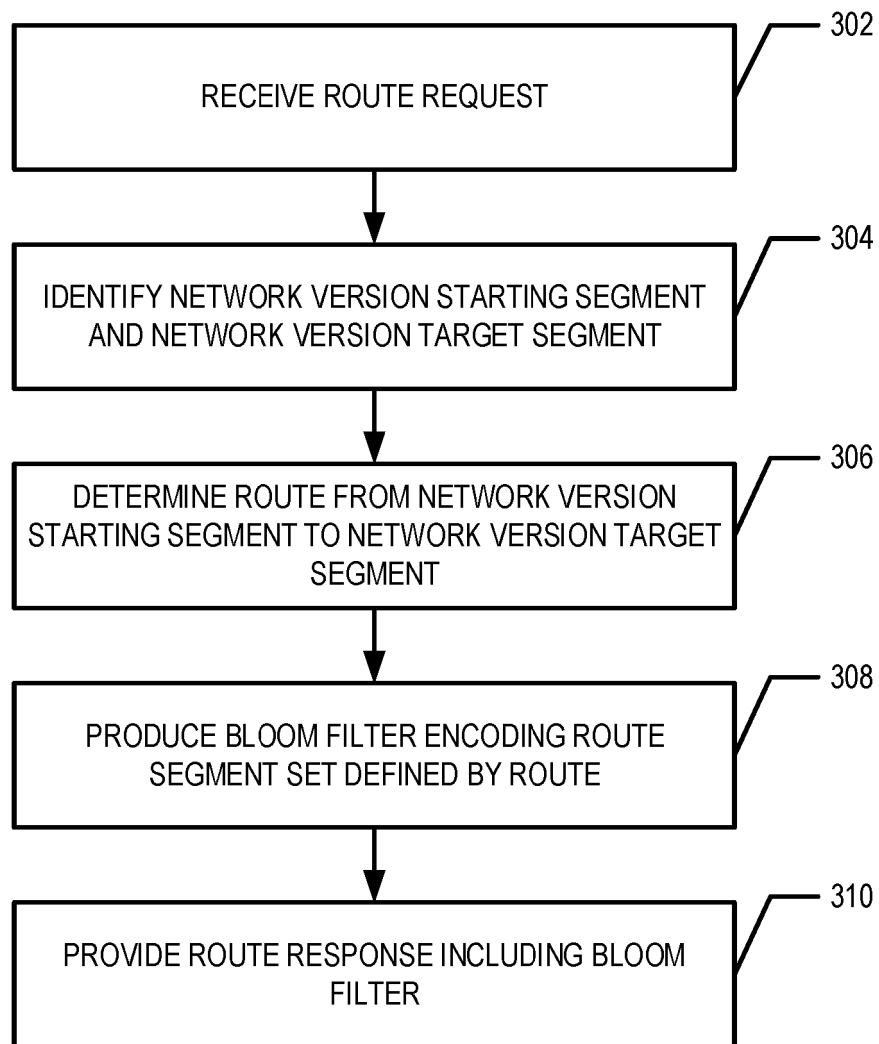 302
RECEIVE ROUTE REQUEST
304
IDENTIFY NETWORK VERSION STARTING SEGMENT
AND NETWORK VERSION TARGET SEGMENT
306
DETERMINE ROUTE FROM NETWORK VERSION
STARTING SEGMENT TO NETWORK VERSION TARGET
SEGMENT
308
PRODUCE BLOOM FILTER ENCODING ROUTE
SEGMENT SET DEFINED BY ROUTE
310
PROVIDE ROUTE RESPONSE INCLUDING BLOOM
FILTER